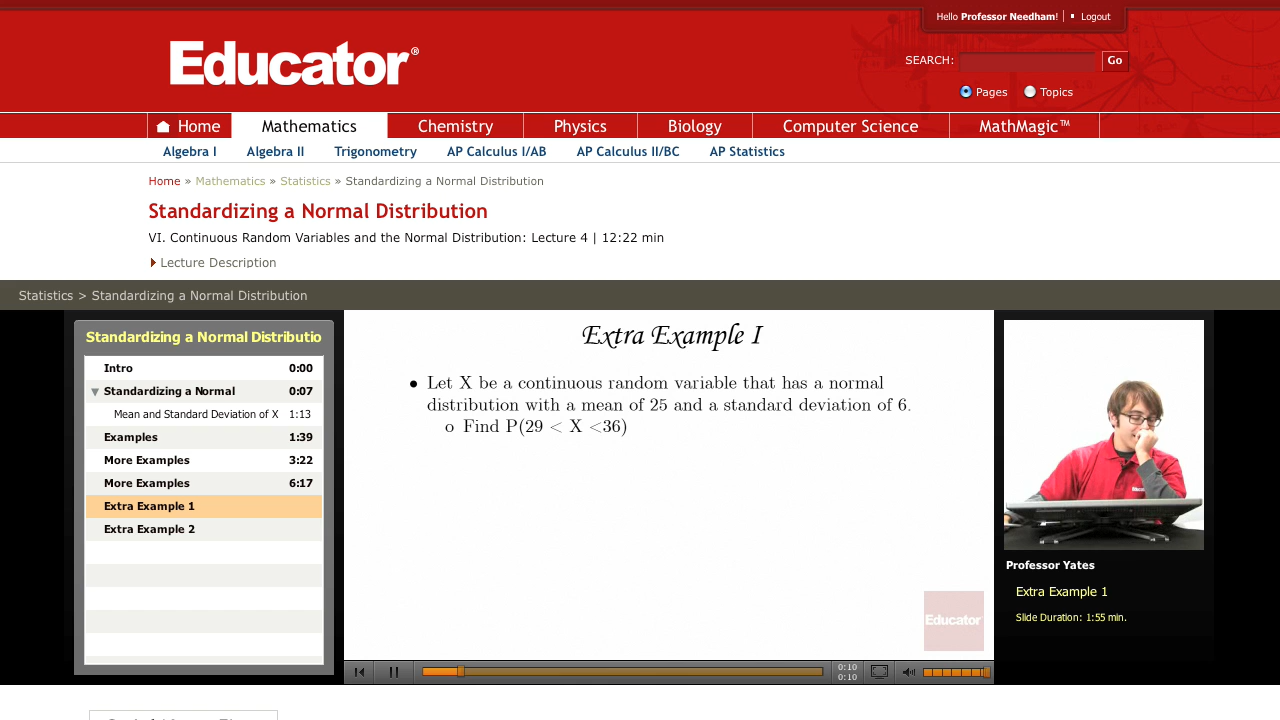 Hello Professor Needham! Logout
Educator®
SEARCH: Go
Pages Topics
Home Mathematics Chemistry Physics Biology Computer Science MathMagic™
Algebra I Algebra II Trigonometry AP Calculus I/AB AP Calculus II/BC AP Statistics
Home » Mathematics » Statistics » Standardizing a Normal Distribution
Standardizing a Normal Distribution
VI. Continuous Random Variables and the Normal Distribution: Lecture 4 | 12:22 min
Lecture Description
Statistics > Standardizing a Normal Distribution
Standardizing a Normal Distributio
Intro 0:00
Standardizing a Normal 0:07
Mean and Standard Deviation of X 1:13
Examples 1:39
More Examples 3:22
More Examples 6:17
Extra Example 1
Extra Example 2
Extra Example I
• Let X be a continuous random variable that has a normal
distribution with a mean of 25 and a standard deviation of 6.
o Find P(29 < X <36)
Educator
0:10
0:10
Professor Yates
Extra Example 1
Slide Duration: 1:55 min.